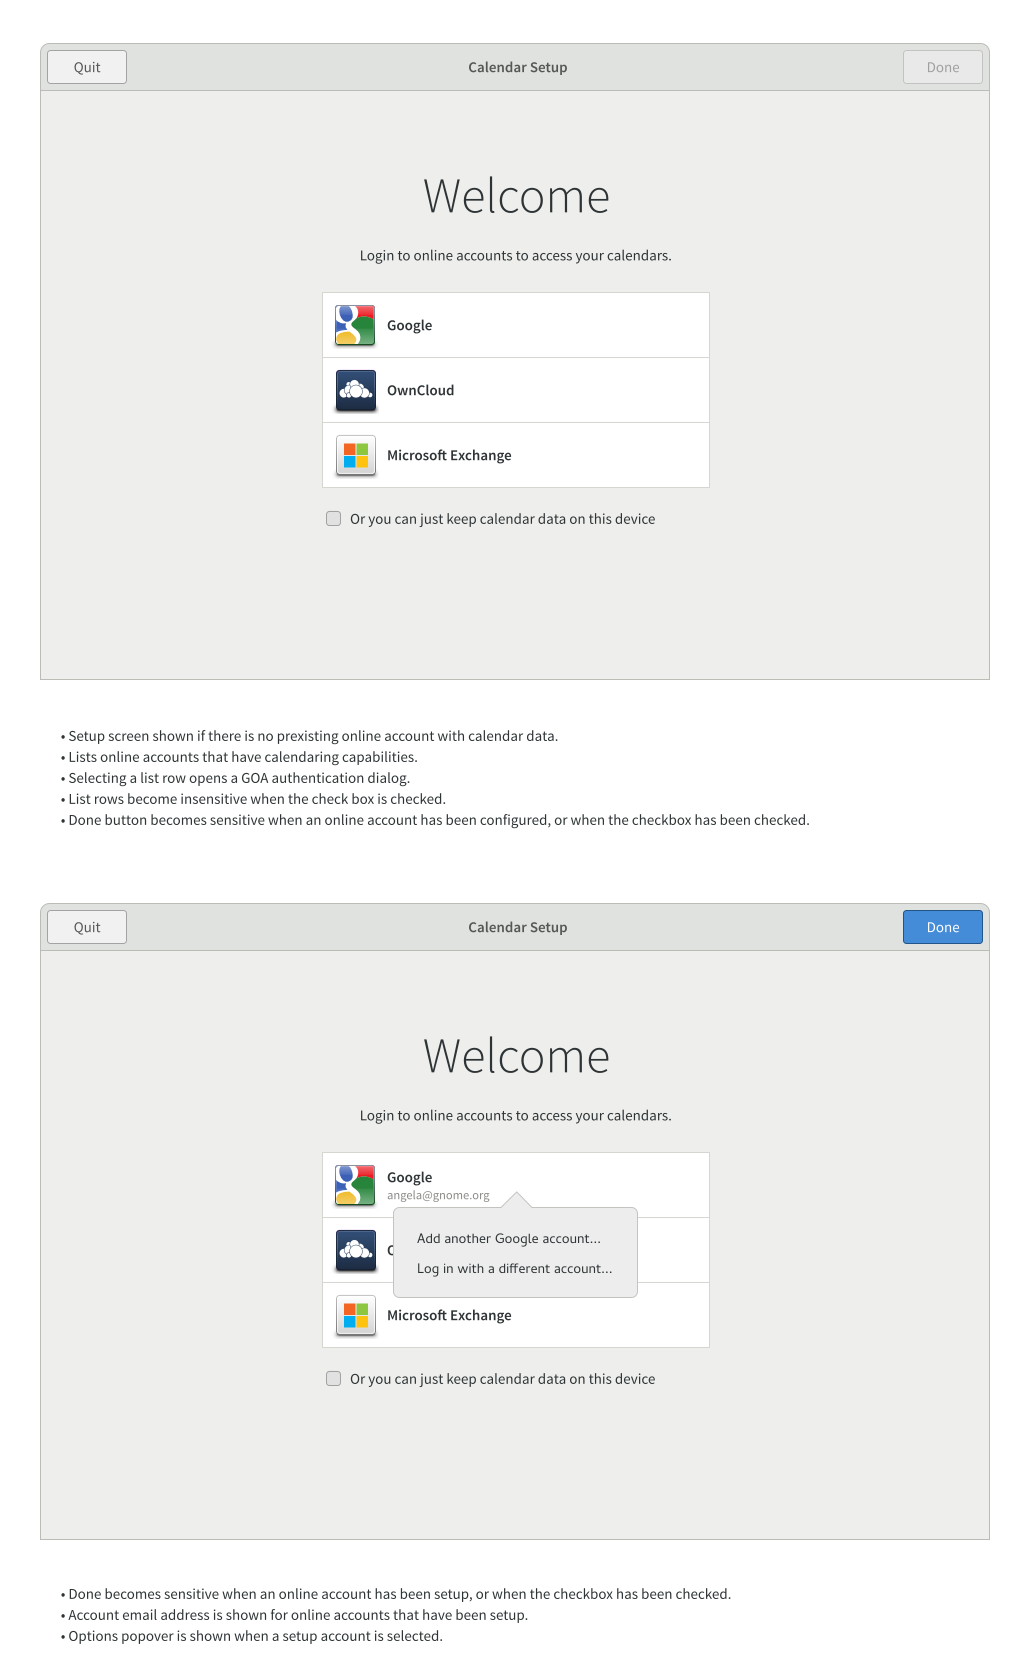 Quit
Calendar Setup
Done
Welcome
Login to online accounts to access your calendars.
Google
OwnCloud
Microsoft Exchange
Or you can just keep calendar data on this device
• Setup screen shown if there is no prexisting online account with calendar data.
• Lists online accounts that have calendaring capabilities.
• Selecting a list row opens a GOA authentication dialog.
• List rows become insensitive when the check box is checked.
• Done button becomes sensitive when an online account has been configured, or when the checkbox has been checked.
Quit
Calendar Setup
Done
Welcome
Login to online accounts to access your calendars.
Google
angela@gnome.org
Add another Google account...
Log in with a different account...
Microsoft Exchange
Or you can just keep calendar data on this device
• Done becomes sensitive when an online account has been setup, or when the checkbox has been checked.
• Account email address is shown for online accounts that have been setup.
• Options popover is shown when a setup account is selected.